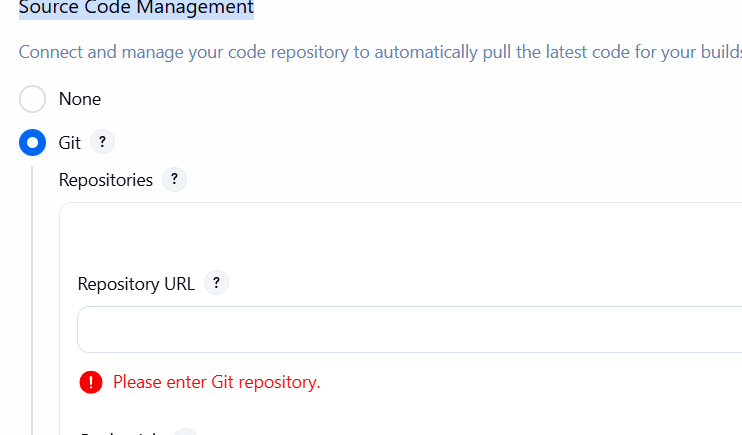 Source Code Management
Connect and manage your code repository to automatically pull the latest code for your builds
None
Git ?
Repositories ?
Repository URL ?
Please enter Git repository.